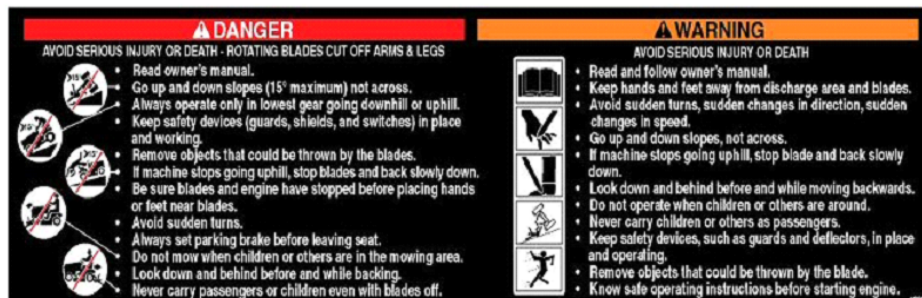 DANGER
AVOID SERIOUS INJURY OR DEATH - ROTATING BLADES CUT OFF ARMS & LEGS
• Read owner's manual.
• Go up and down slopes (15° maximum) not across.
• Always operate only in lowest gear going downhill or uphill.
• Keep safety devices (guards, shields, and switches) in place
and working.
• Remove objects that could be thrown by the blades.
• If machine stops going uphill, stop blades and back slowly down.
• Be sure blades and engine have stopped before placing hands
or feet near blades.
• Avoid sudden turns.
• Always set parking brake before leaving seat.
• Do not mow when children or others are in the mowing area.
• Look down and behind before and while backing.
• Never carry passengers or children even with blades off.
WARNING
AVOID SERIOUS INJURY OR DEATH
• Read and follow owner's manual.
• Keep hands and feet away from discharge area and blades.
• Avoid sudden turns, sudden changes in direction, sudden
changes in speed.
• Go up and down slopes, not across.
• If machine stops going uphill, stop blade and back slowly
down.
• Look down and behind before and while moving backwards.
• Do not operate when children or others are around.
• Never carry children or others as passengers.
• Keep safety devices, such as guards and deflectors, in place
and operating.
• Remove objects that could be thrown by the blade.
• Know safe operating instructions before starting engine.